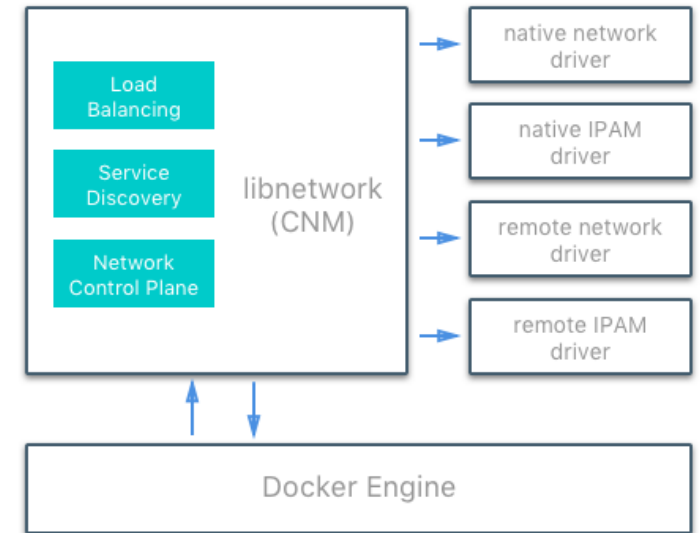 Load
Balancing
Service
Discovery
Network
Control Plane
libnetwork
(CNM)
native network
driver
native IPAM
driver
remote network
driver
remote IPAM
driver
Docker Engine